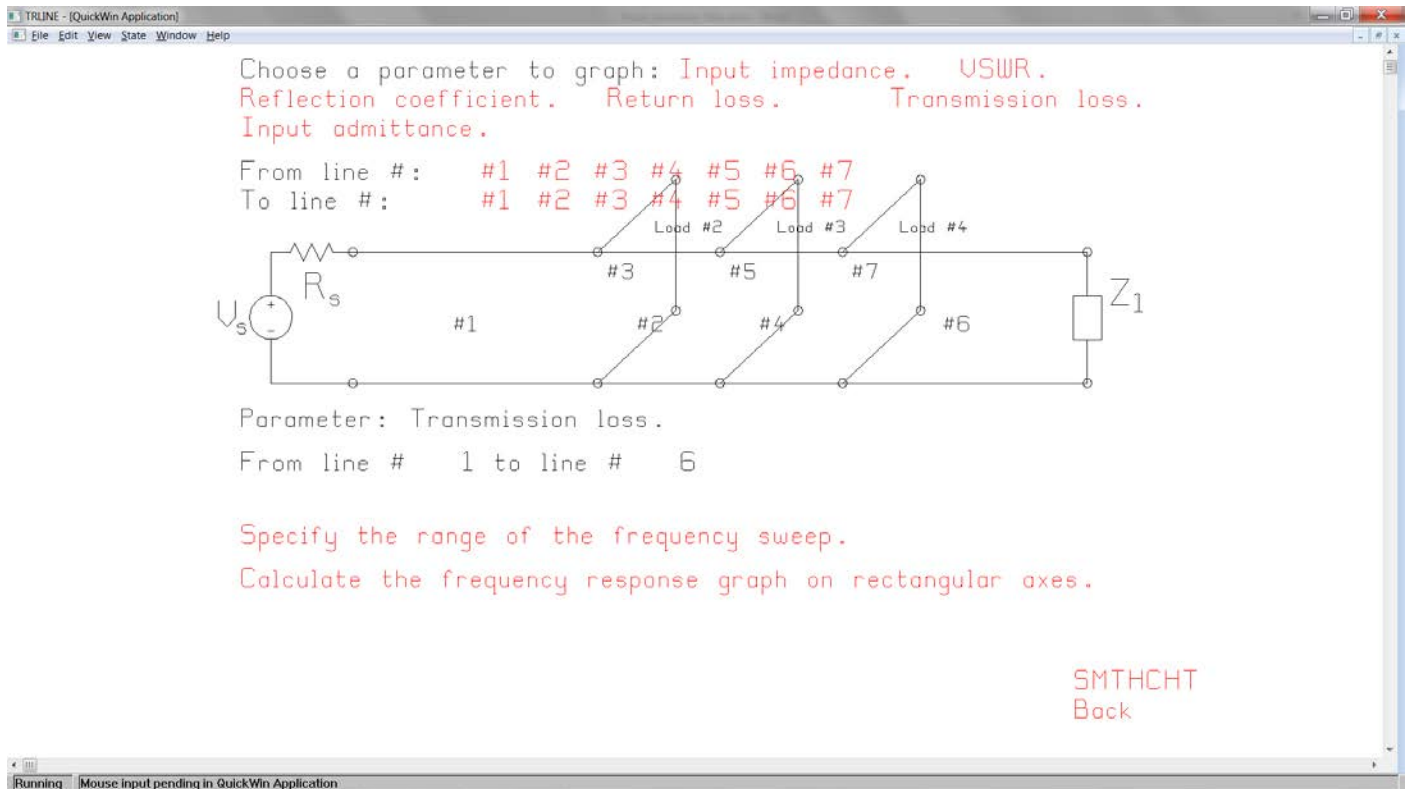 TRLINE - [QuickWin Application]
File Edit View State Window Help
Choose a parameter to graph: Input impedance. VSWR.
Reflection coefficient. Return loss. Transmission loss.
Input admittance.
From line #: #1 #2 #3 #4 #5 #6 #7
To line #: #1 #2 #3 #4 #5 #6 #7
Load #2 Load #3 Load #4
#3 #5 #7
Rs
Z1
Vs
+
-
#1 #2 #4 #6
Parameter: Transmission loss.
From line # 1 to line # 6
Specify the range of the frequency sweep.
Calculate the frequency response graph on rectangular axes.
SMTHCHT
Back
Running Mouse input pending in QuickWin Application